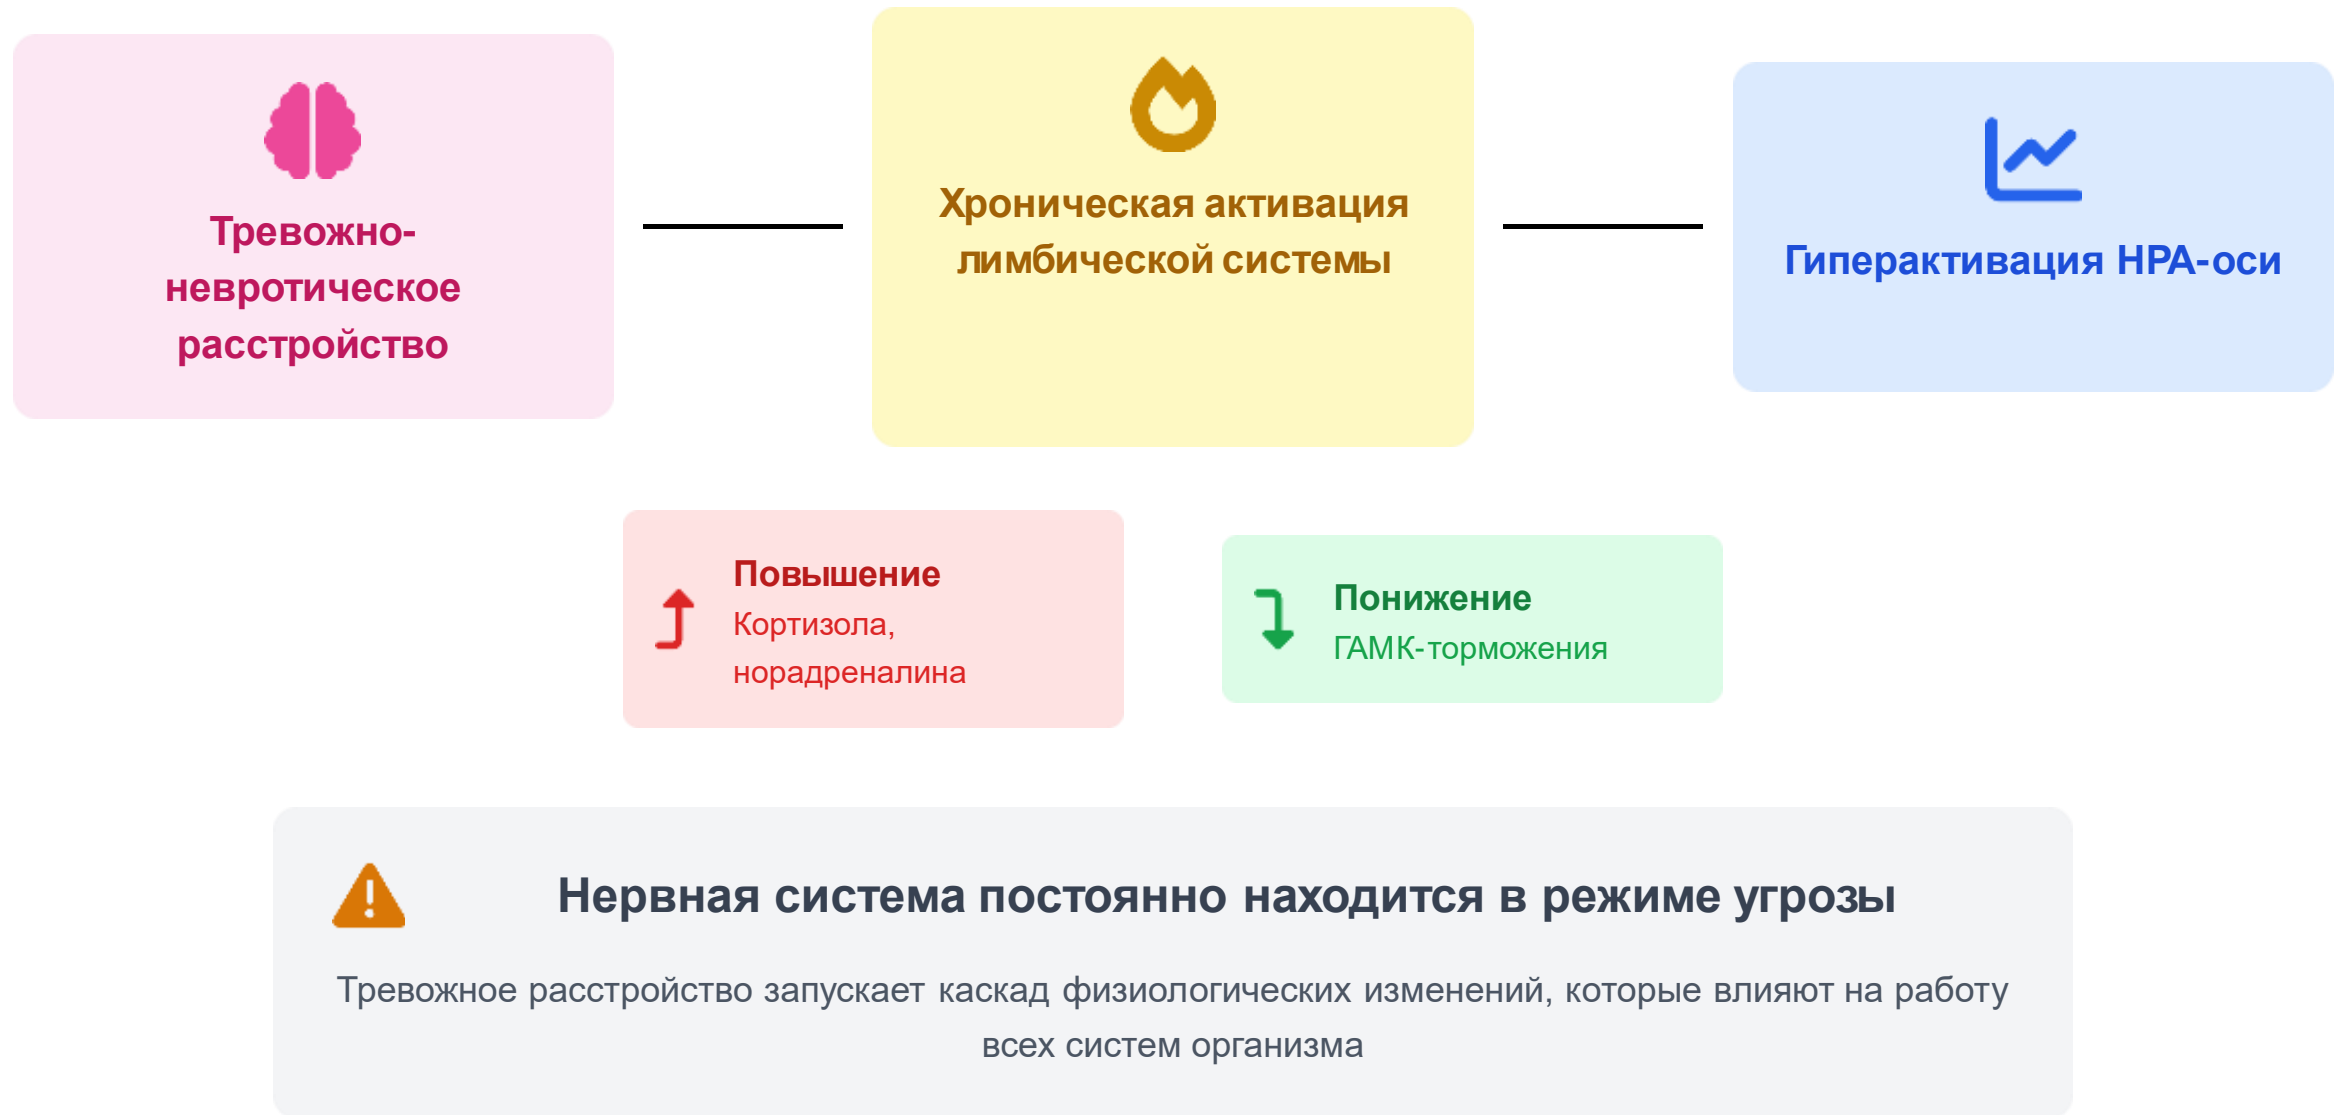 Тревожно-
невротическое
расстройство
Хроническая активация
лимбической системы
Гиперактивация HPA-оси
Повышение
Кортизола,
норадреналина
Понижение
ГАМК-торможения
Нервная система постоянно находится в режиме угрозы
Тревожное расстройство запускает каскад физиологических изменений, которые влияют на работу
всех систем организма